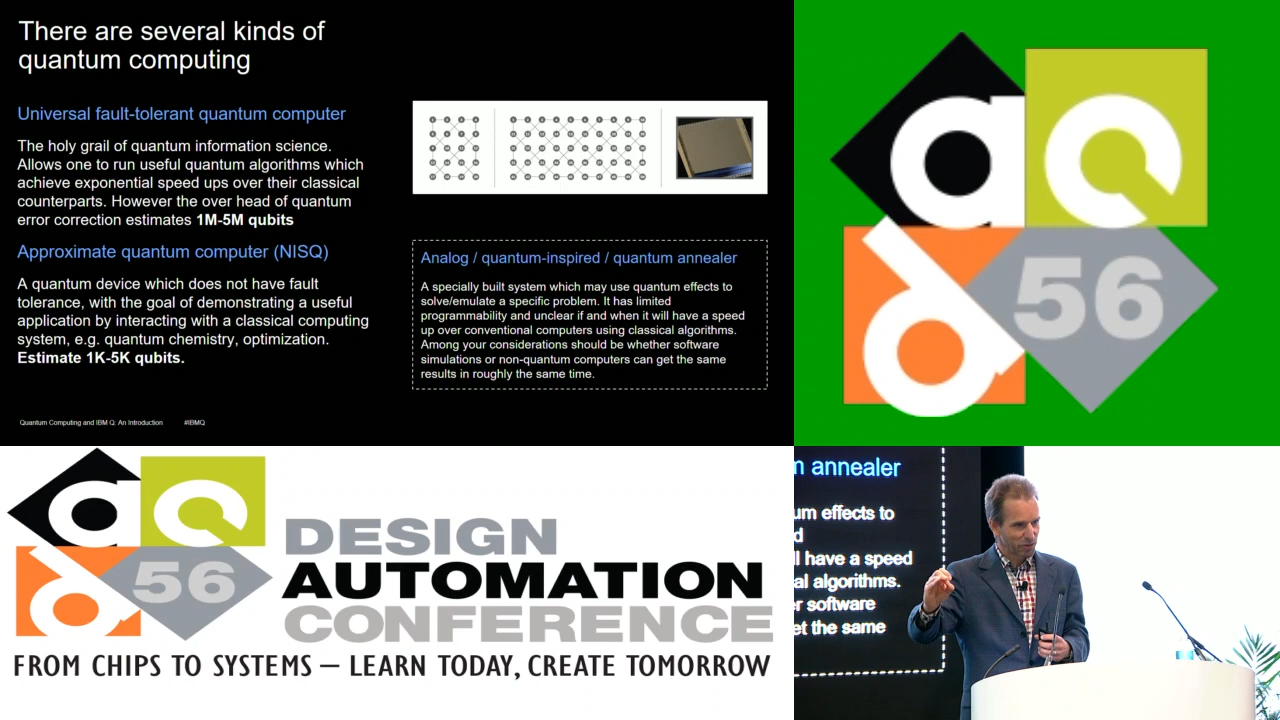 There are several kinds of
quantum computing
Universal fault-tolerant quantum computer
The holy grail of quantum information science.
Allows one to run useful quantum algorithms which
achieve exponential speed ups over their classical
counterparts. However the over head of quantum
error correction estimates 1M-5M qubits
Approximate quantum computer (NISQ)
A quantum device which does not have fault
tolerance, with the goal of demonstrating a useful
application by interacting with a classical computing
system, e.g. quantum chemistry, optimization.
Estimate 1K-5K qubits.
Analog / quantum-inspired / quantum annealer
A specially built system which may use quantum effects to
solve/emulate a specific problem. It has limited
programmability and unclear if and when it will have a speed
up over conventional computers using classical algorithms.
Among your considerations should be whether software
simulations or non-quantum computers can get the same
results in roughly the same time.
Quantum Computing and IBM Q: An Introduction #IBMQ
dac
56
dac
56
DESIGN
AUTOMATION
CONFERENCE
FROM CHIPS TO SYSTEMS — LEARN TODAY, CREATE TOMORROW
m annealer
um effects to
d
ll have a speed
al algorithms.
r software
et the same